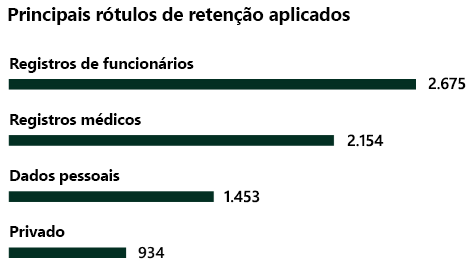 Principais rótulos de retenção aplicados
Registros de funcionários
2.675
Registros médicos
2.154
Dados pessoais
1.453
Privado
934